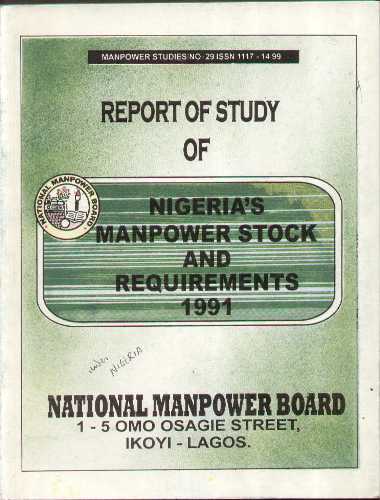 MANPOWER STUDIES NO. 29 ISSN 1117 - 14 99
REPORT OF STUDY
OF
NATIONAL MANPOWER BOARD
NIGERIA'S
MANPOWER STOCK
AND
REQUIREMENTS
1991
under NIGERIA
NATIONAL MANPOWER BOARD
1 - 5 OMO OSAGIE STREET,
IKOYI - LAGOS.